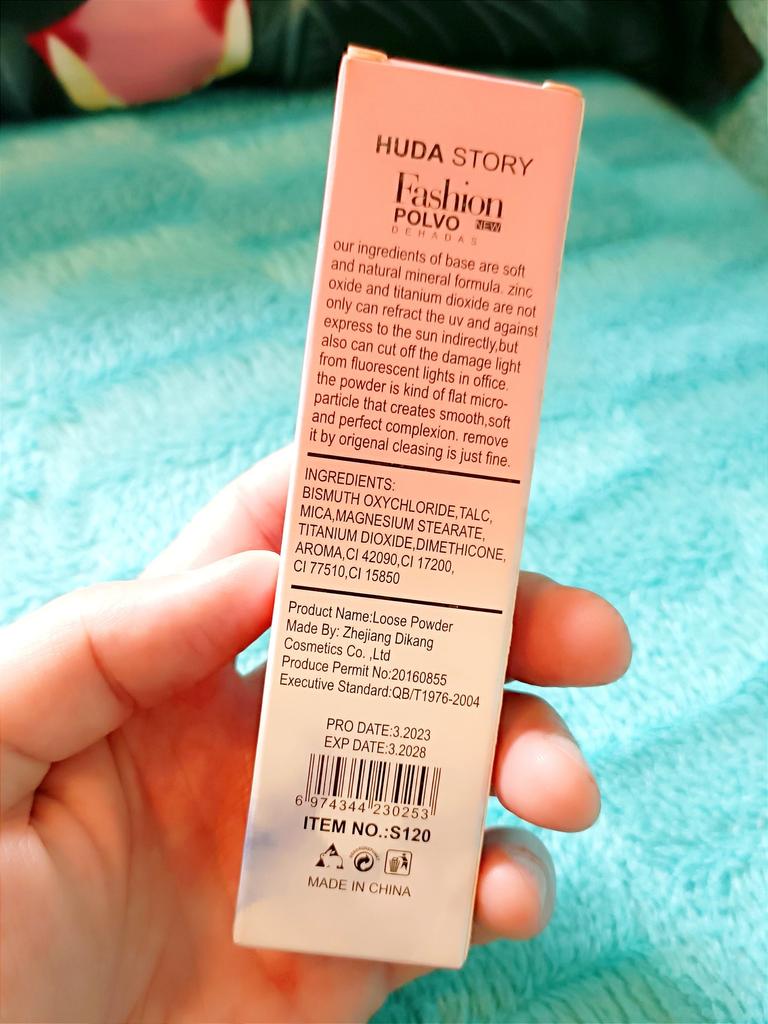 HUDA STORY
Fashion
POLVO NEW
DEHADAS
our ingredients of base are soft
and natural mineral formula. zinc
oxide and titanium dioxide are not
only can refract the uv and against
express to the sun indirectly,but
also can cut off the damage light
from fluorescent lights in office.
the powder is kind of flat micro-
particle that creates smooth,soft
and perfect complexion. remove
it by origenal cleasing is just fine.
INGREDIENTS:
BISMUTH OXYCHLORIDE,TALC,
MICA,MAGNESIUM STEARATE,
TITANIUM DIOXIDE,DIMETHICONE,
AROMA,CI 42090,CI 17200,
CI 77510,CI 15850
Product Name:Loose Powder
Made By: Zhejiang Dikang
Cosmetics Co. ,Ltd
Produce Permit No:20160855
Executive Standard:QB/T1976-2004
PRO DATE:3.2023
EXP DATE:3.2028
6 974344 230253
ITEM NO.:S120
MADE IN CHINA